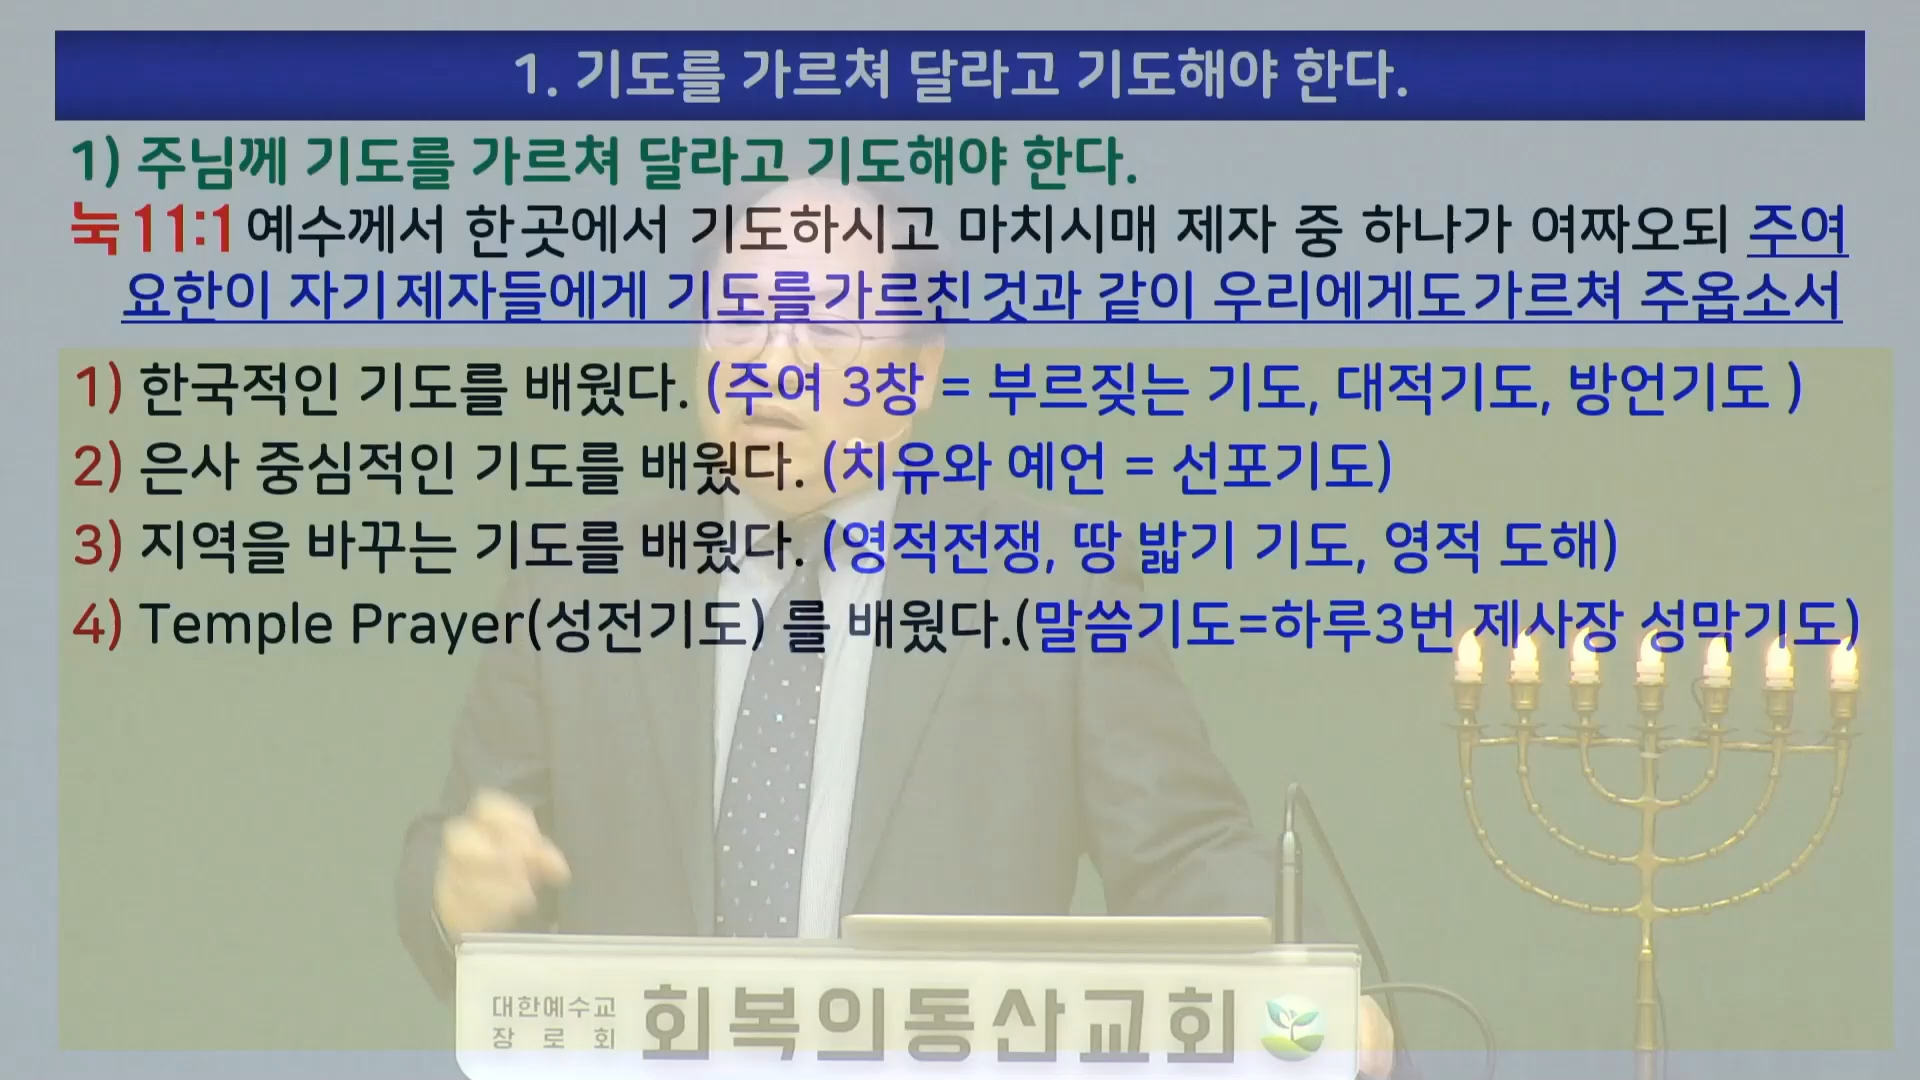 1. 기도를 가르쳐 달라고 기도해야 한다.
1) 주님께 기도를 가르쳐 달라고 기도해야 한다.
눅11:1 예수께서 한곳에서 기도하시고 마치시매 제자 중 하나가 여짜오되 주여
요한이 자기제자들에게 기도를가르친것과 같이 우리에게도가르쳐 주옵소서
1) 한국적인 기도를 배웠다. (주여 3창 = 부르짖는 기도, 대적기도, 방언기도 )
2) 은사 중심적인 기도를 배웠다. (치유와 예언 = 선포기도)
3) 지역을 바꾸는 기도를 배웠다. (영적전쟁, 땅 밟기 기도, 영적 도해)
4) Temple Prayer(성전기도) 를 배웠다.(말씀기도=하루3번 제사장 성막기도)
대한예수교
장로회
회복의동산교회